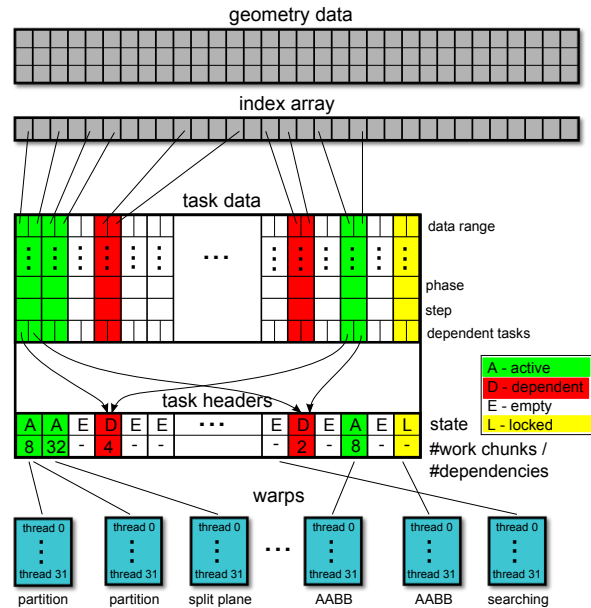 geometry data
index array
task data
data range
...
phase
step
dependent tasks
task headers
A - active
D - dependent
E - empty
L - locked
A A E D E E ... E D E A E L state
8 32 - 4 - - ... - 2 - 8 - - #work chunks /
#dependencies
warps
thread 0 thread 0 thread 0 thread 0 thread 0 thread 0
...
thread 31 thread 31 thread 31 thread 31 thread 31 thread 31
partition partition split plane AABB AABB searching